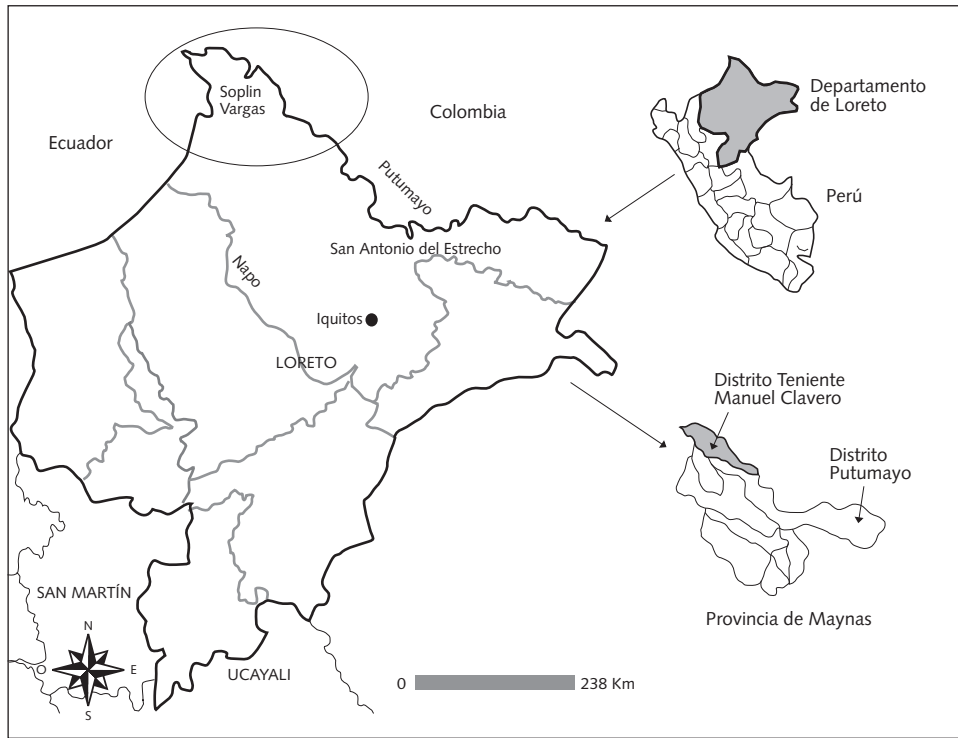 Soplin
Vargas
Colombia
Ecuador
Departamento
de Loreto
Perú
Putumayo
San Antonio del Estrecho
Napo
Iquitos
LORETO
Distrito Teniente
Manuel Clavero
Distrito
Putumayo
Provincia de Maynas
SAN MARTÍN
N
O
E
S
UCAYALI
0
238 Km